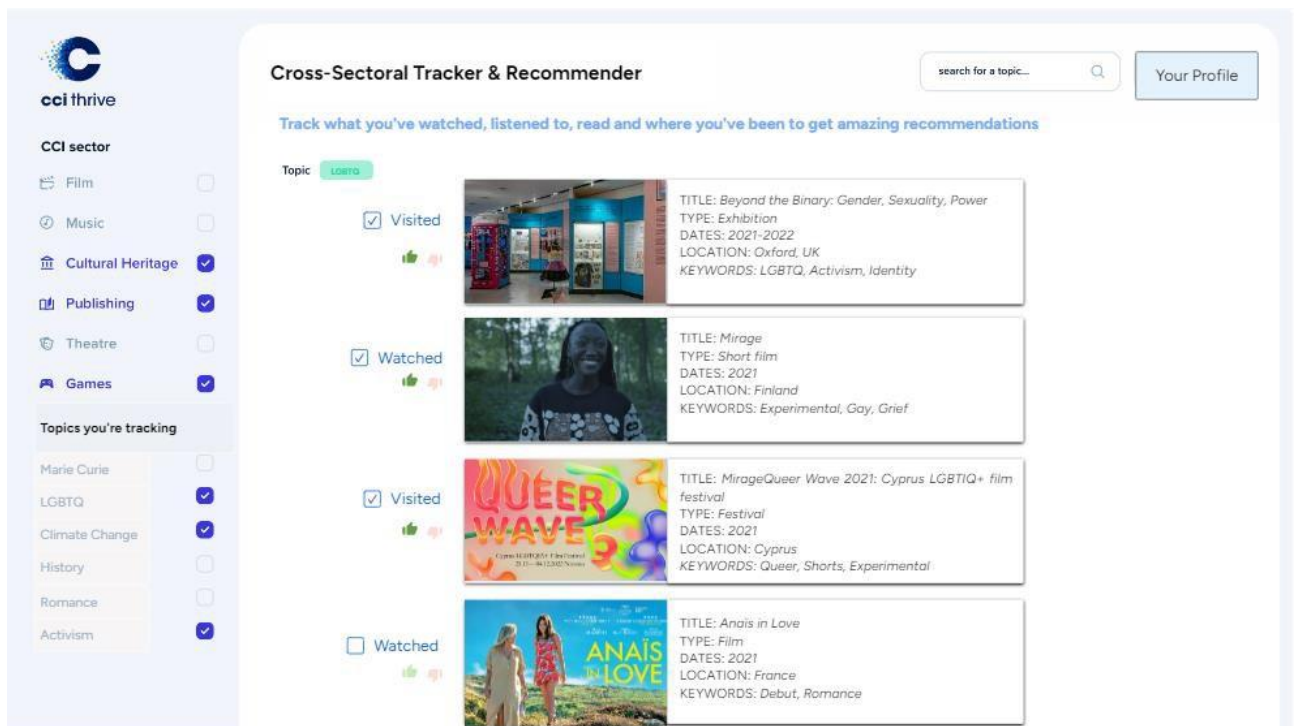 cci thrive
Cross-Sectoral Tracker & Recommender
search for a topic...
Your Profile
Track what you've watched, listened to, read and where you've been to get amazing recommendations
CCI sector
Film
Music
Cultural Heritage
Publishing
Theatre
Games
Topics you're tracking
Marie Curie
LGBTQ
Climate Change
History
Romance
Activism
Topic LGBTQ
Visited
TITLE: Beyond the Binary: Gender, Sexuality, Power
TYPE: Exhibition
DATES: 2021-2022
LOCATION: Oxford, UK
KEYWORDS: LGBTQ, Activism, Identity
Watched
TITLE: Mirage
TYPE: Short film
DATES: 2021
LOCATION: Finland
KEYWORDS: Experimental, Gay, Grief
Visited
QUEER
WAVE
3
Cyprus LGBTIQA+ Film Festival
TITLE: MirageQueer Wave 2021: Cyprus LGBTIQ+ film
festival
TYPE: Festival
DATES: 2021
LOCATION: Cyprus
KEYWORDS: Queer, Shorts, Experimental
Watched
ANAÏS
IN LOVE
TITLE: Anais in Love
TYPE: Film
DATES: 2021
LOCATION: France
KEYWORDS: Debut, Romance